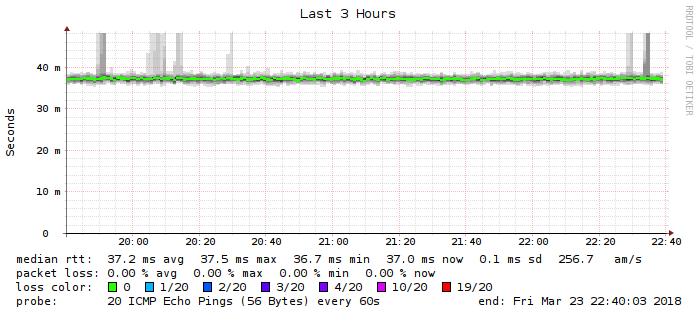 Last 3 Hours
RRDTOOL / TOBI OETIKER
Seconds
40 m
30 m
20 m
10 m
0
20:00 20:20 20:40 21:00 21:20 21:40 22:00 22:20 22:40
median rtt: 37.2 ms avg 37.5 ms max 36.7 ms min 37.0 ms now 0.1 ms sd 256.7 am/s
packet loss: 0.00 % avg 0.00 % max 0.00 % min 0.00 % now
loss color: 0 1/20 2/20 3/20 4/20 10/20 19/20
probe: 20 ICMP Echo Pings (56 Bytes) every 60s end: Fri Mar 23 22:40:03 2018